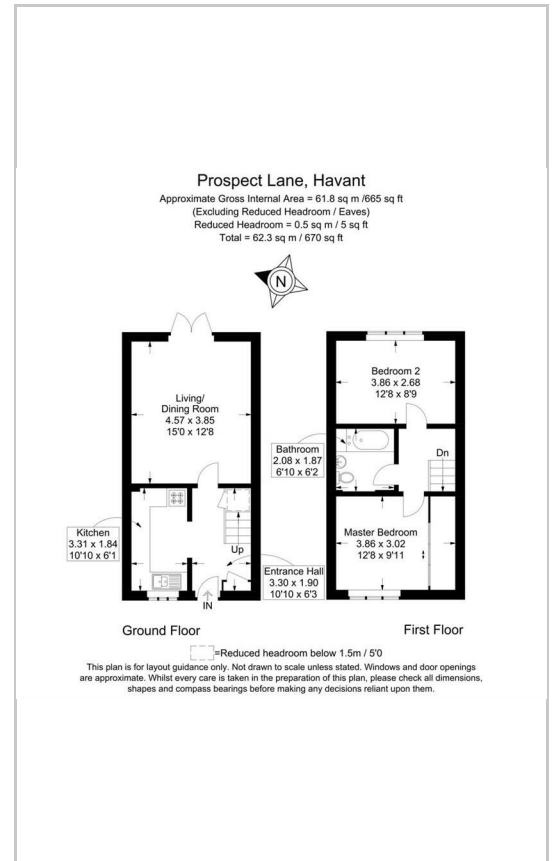 Prospect Lane, Havant
Approximate Gross Internal Area = 61.8 sq m /665 sq ft
(Excluding Reduced Headroom / Eaves)
Reduced Headroom = 0.5 sq m / 5 sq ft
Total = 62.3 sq m / 670 sq ft
N
Living/
Dining Room
4.57 x 3.85
15'0 x 12'8
Kitchen
3.31 x 1.84
10'10 x 6'1
Up
Entrance Hall
3.30 x 1.90
10'10 x 6'3
IN
Ground Floor
Bedroom 2
3.86 x 2.68
12'8 x 8'9
Bathroom
2.08 x 1.87
6'10 x 6'2
Dn
Master Bedroom
3.86 x 3.02
12'8 x 9'11
First Floor
=Reduced headroom below 1.5m / 5'0
This plan is for layout guidance only. Not drawn to scale unless stated. Windows and door openings
are approximate. Whilst every care is taken in the preparation of this plan, please check all dimensions,
shapes and compass bearings before making any decisions reliant upon them.